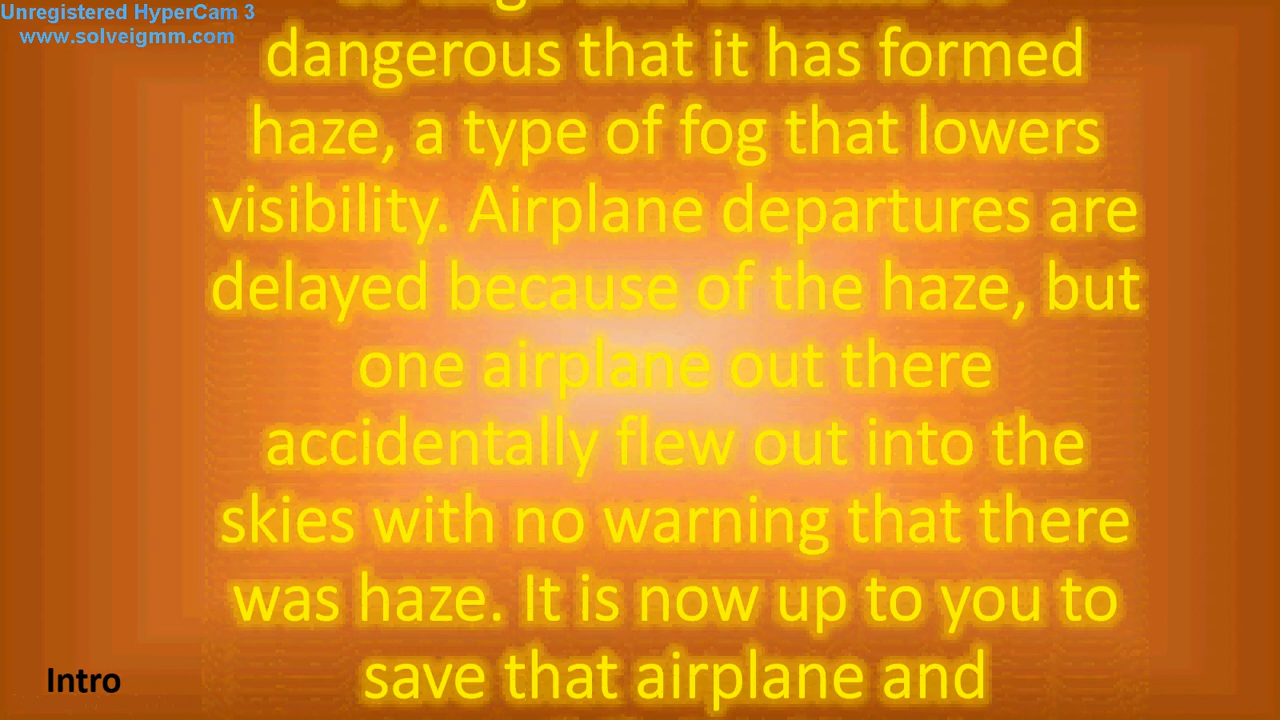 Unregistered HyperCam 3
www.solveigmm.com
dangerous that it has formed
haze, a type of fog that lowers
visibility. Airplane departures are
delayed because of the haze, but
one airplane out there
accidentally flew out into the
skies with no warning that there
was haze. It is now up to you to
save that airplane and
Intro